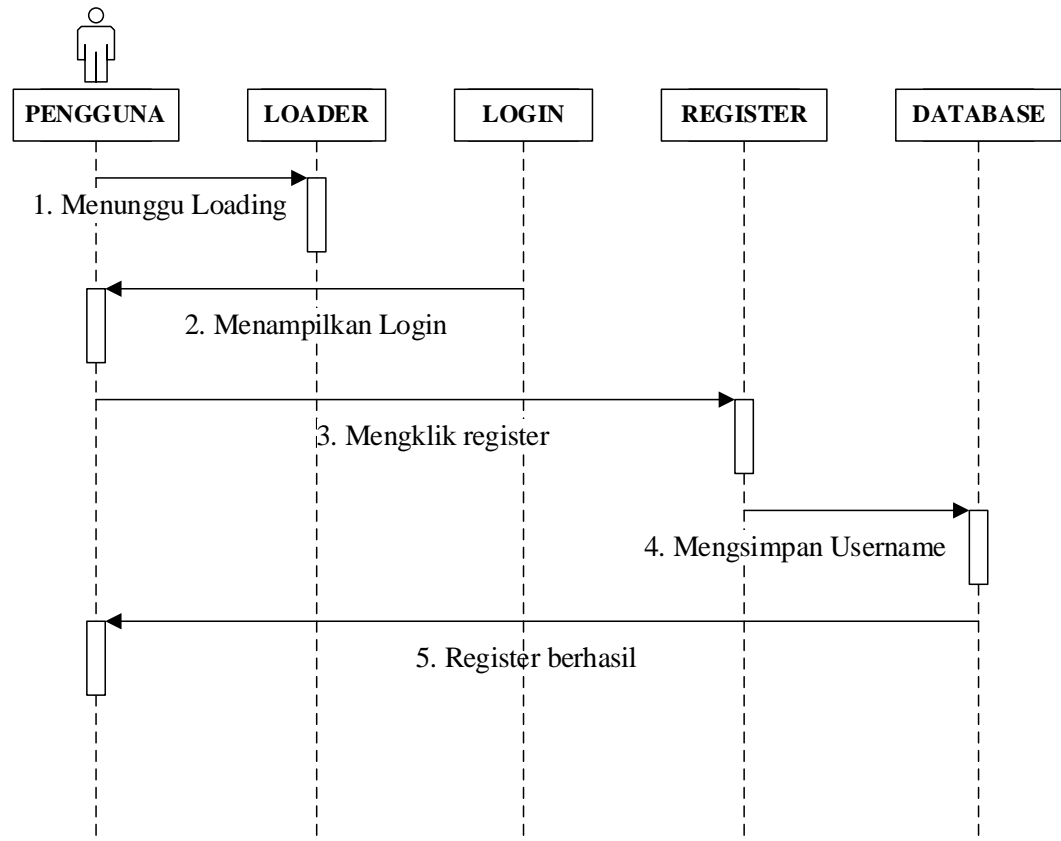 PENGGUNA
LOADER
LOGIN
REGISTER
DATABASE
1. Menunggu Loading
2. Menampilkan Login
3. Mengklik register
4. Mengsimpan Username
5. Register berhasil